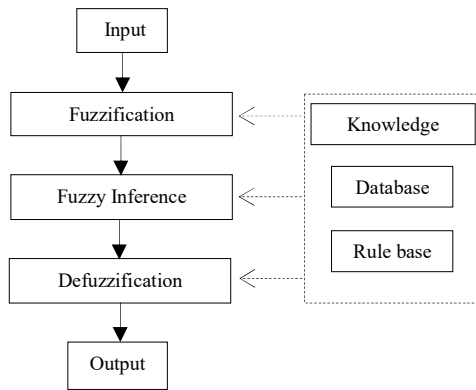 Input
Fuzzification
Knowledge
Fuzzy Inference
Database
Rule base
Defuzzification
Output